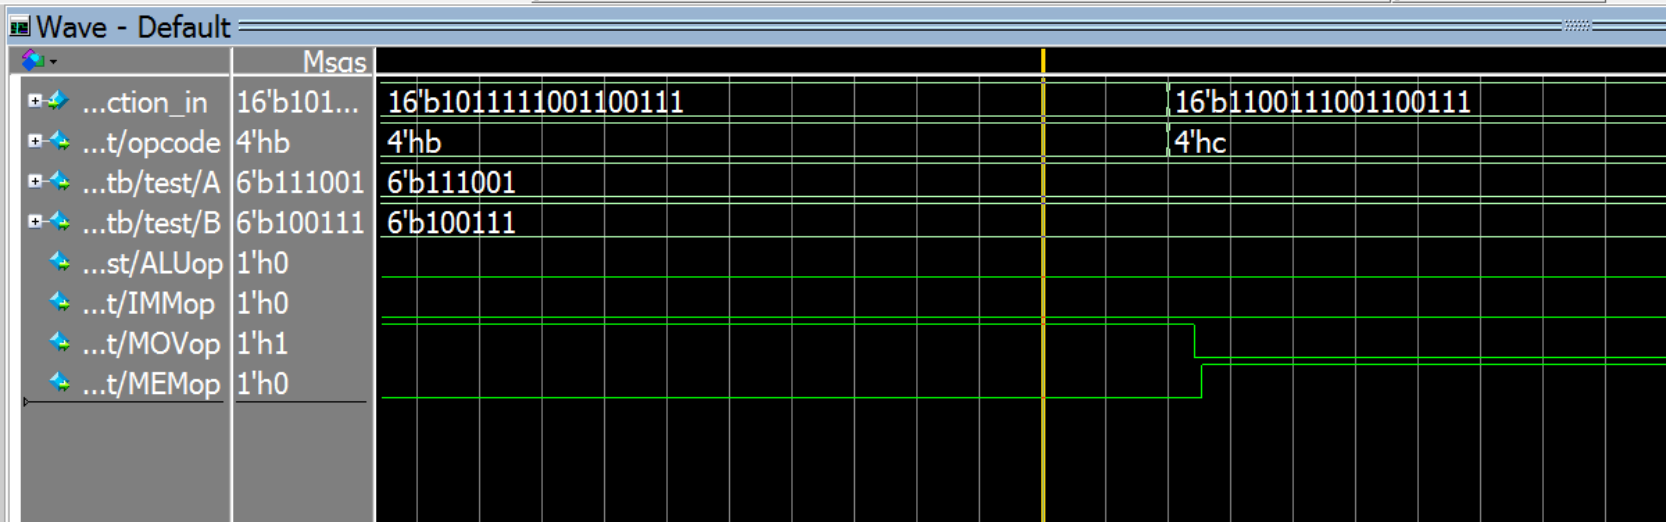 Wave - Default
Msgs
...ction_in 16'b101... 16'b1011111001100111 16'b1100111001100111
...t/opcode 4'hb 4'hb 4'hc
...tb/test/A 6'b111001 6'b111001
...tb/test/B 6'b100111 6'b100111
...st/ALUop 1'h0
...t/IMMop 1'h0
...t/MOVop 1'h1
...t/MEMop 1'h0